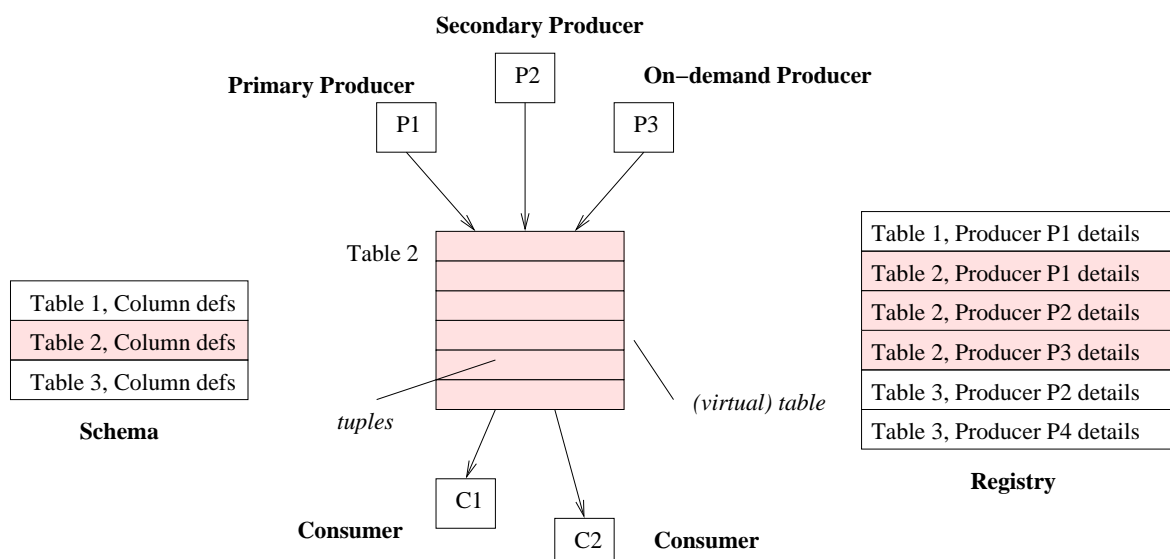 Secondary Producer
P2
On−demand Producer
Primary Producer
P1
P3
Table 2
Table 1, Producer P1 details
Table 2, Producer P1 details
Table 2, Producer P2 details
Table 2, Producer P3 details
Table 3, Producer P2 details
Table 3, Producer P4 details
Registry
Table 1, Column defs
Table 2, Column defs
Table 3, Column defs
Schema
tuples
(virtual) table
C1
Consumer
C2
Consumer